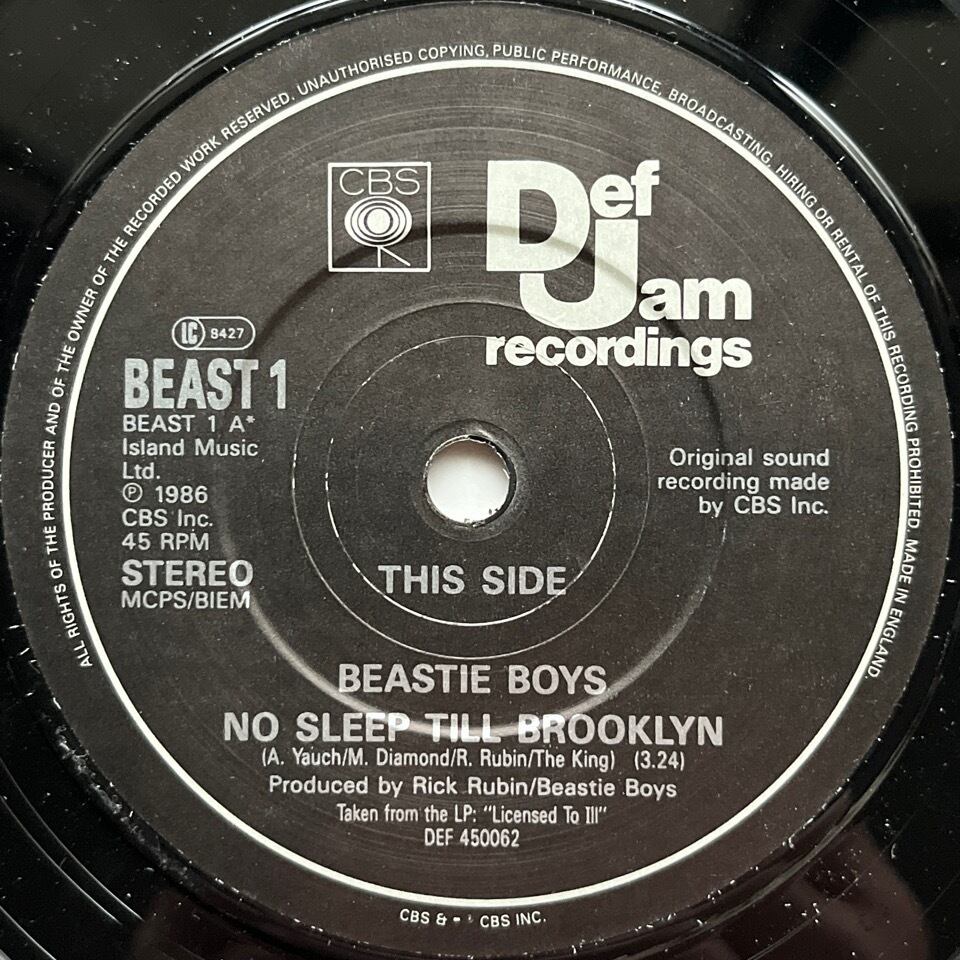 ALL RIGHTS OF THE PRODUCER AND OF THE OWNER OF THE RECORDED WORK RESERVED. UNAUTHORISED COPYING, PUBLIC PERFORMANCE, BROADCASTING, HIRING OR RENTAL OF THIS RECORDING PROHIBITED. MADE IN ENGLAND.
CBS
Def
Jam
recordings
LC 8427
BEAST 1
BEAST 1 A*
Island Music
Ltd.
℗ 1986
CBS Inc.
45 RPM
STEREO
MCPS/BIEM
Original sound
recording made
by CBS Inc.
THIS SIDE
BEASTIE BOYS
NO SLEEP TILL BROOKLYN
(A. Yauch/M. Diamond/R. Rubin/The King) (3.24)
Produced by Rick Rubin/Beastie Boys
Taken from the LP: "Licensed To Ill"
DEF 450062
CBS & CBS INC.